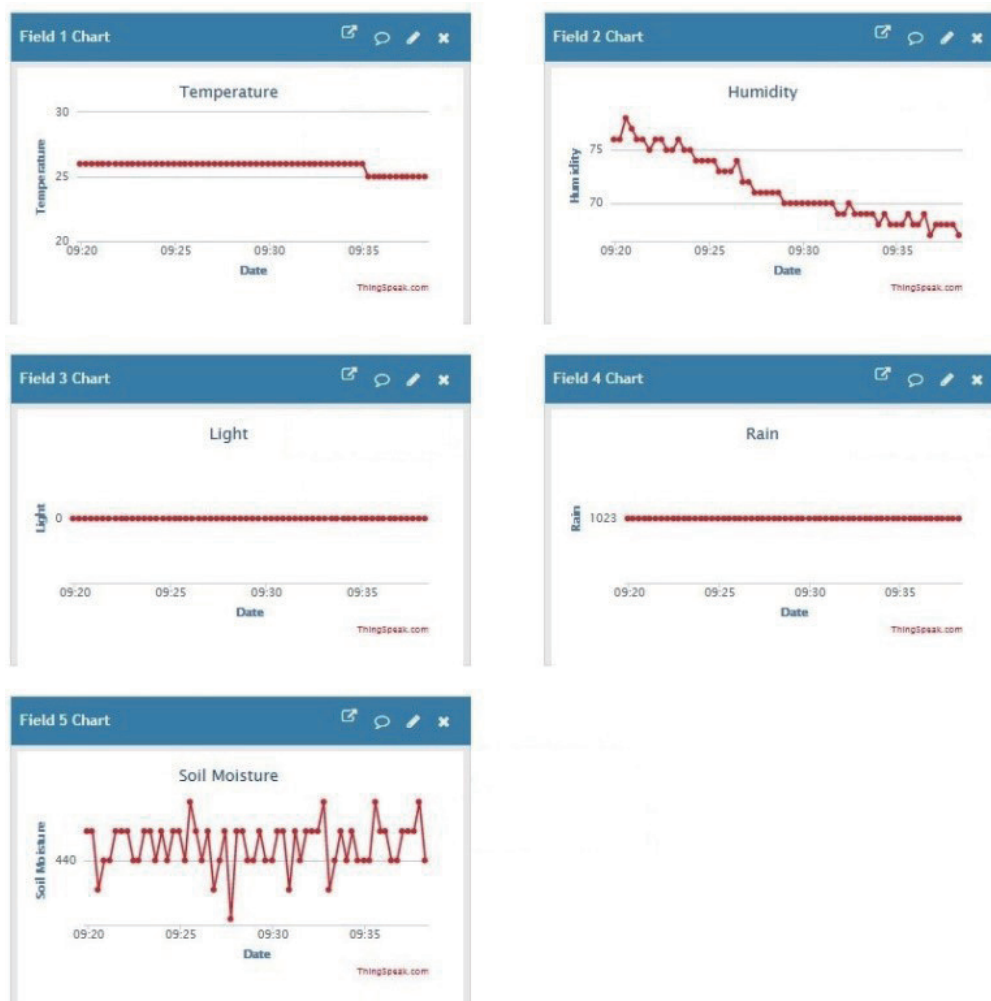 Field 1 Chart
Temperature
30
25
20
Temperature
09:20 09:25 09:30 09:35
Date
ThingSpeak.com
Field 2 Chart
Humidity
75
70
Humidity
09:20 09:25 09:30 09:35
Date
ThingSpeak.com
Field 3 Chart
Light
Light
0
09:20 09:25 09:30 09:35
Date
ThingSpeak.com
Field 4 Chart
Rain
Rain
1023
09:20 09:25 09:30 09:35
Date
ThingSpeak.com
Field 5 Chart
Soil Moisture
Soil Moisture
440
09:20 09:25 09:30 09:35
Date
ThingSpeak.com